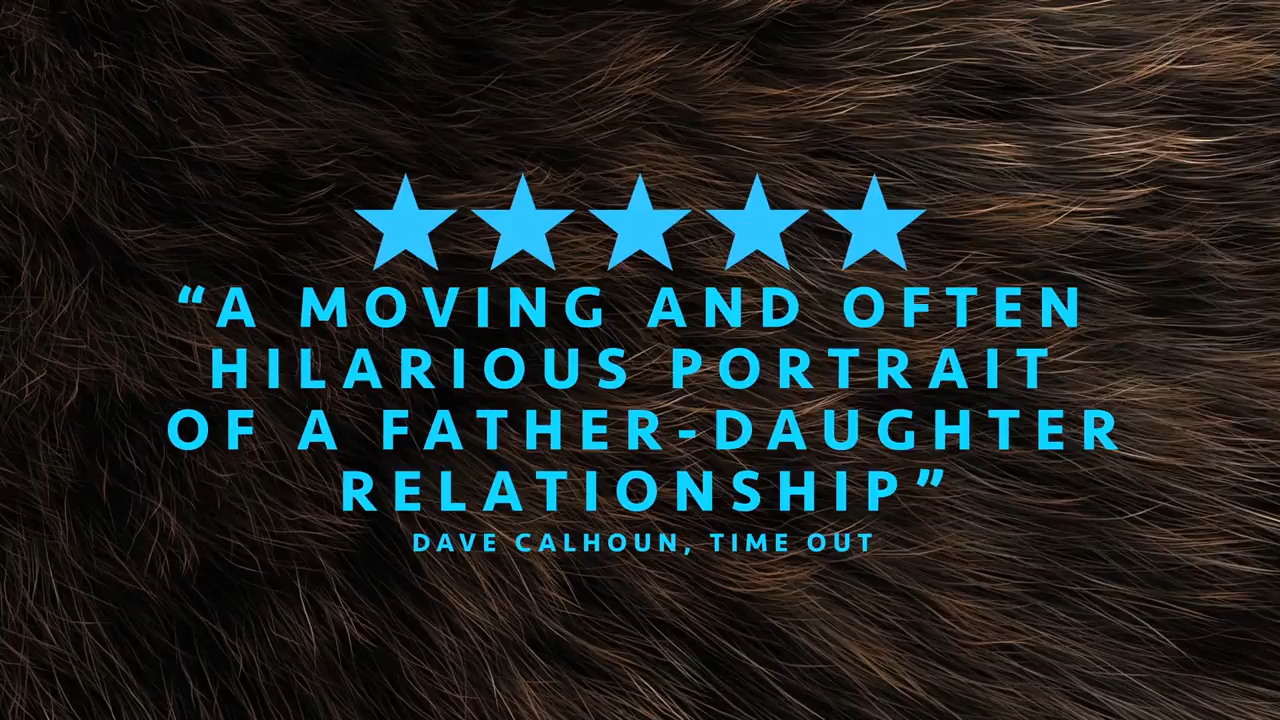 “A MOVING AND OFTEN
HILARIOUS PORTRAIT
OF A FATHER-DAUGHTER
RELATIONSHIP”
DAVE CALHOUN, TIME OUT